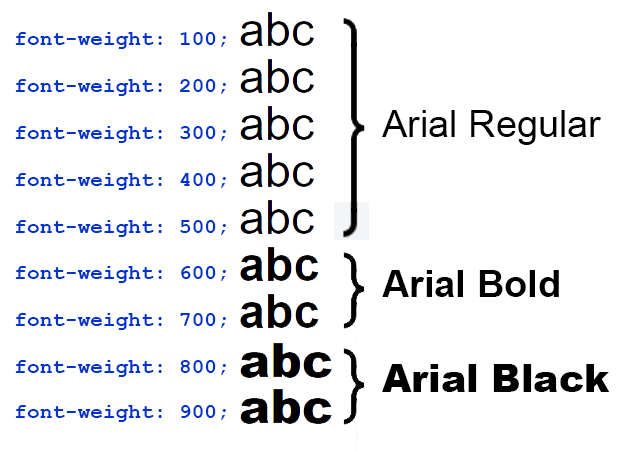 font-weight: 100; abc
font-weight: 200; abc
font-weight: 300; abc
Arial Regular
font-weight: 400; abc
font-weight: 500; abc
font-weight: 600; abc
Arial Bold
font-weight: 700; abc
font-weight: 800; abc
Arial Black
font-weight: 900; abc